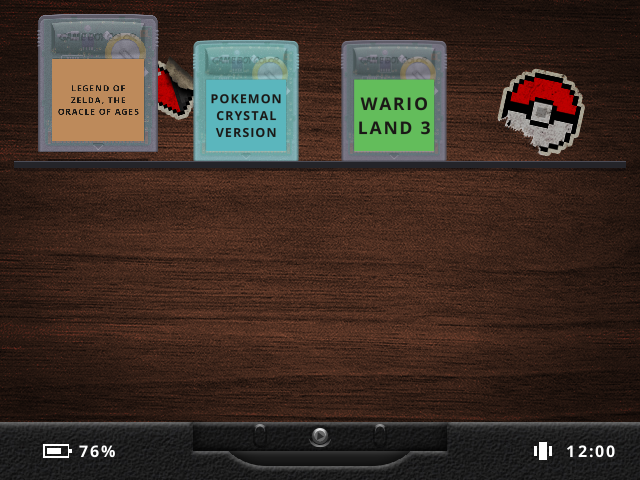 LEGEND OF
ZELDA, THE
ORACLE OF AGES
POKEMON
CRYSTAL
VERSION
WARIO
LAND 3
76%
12:00